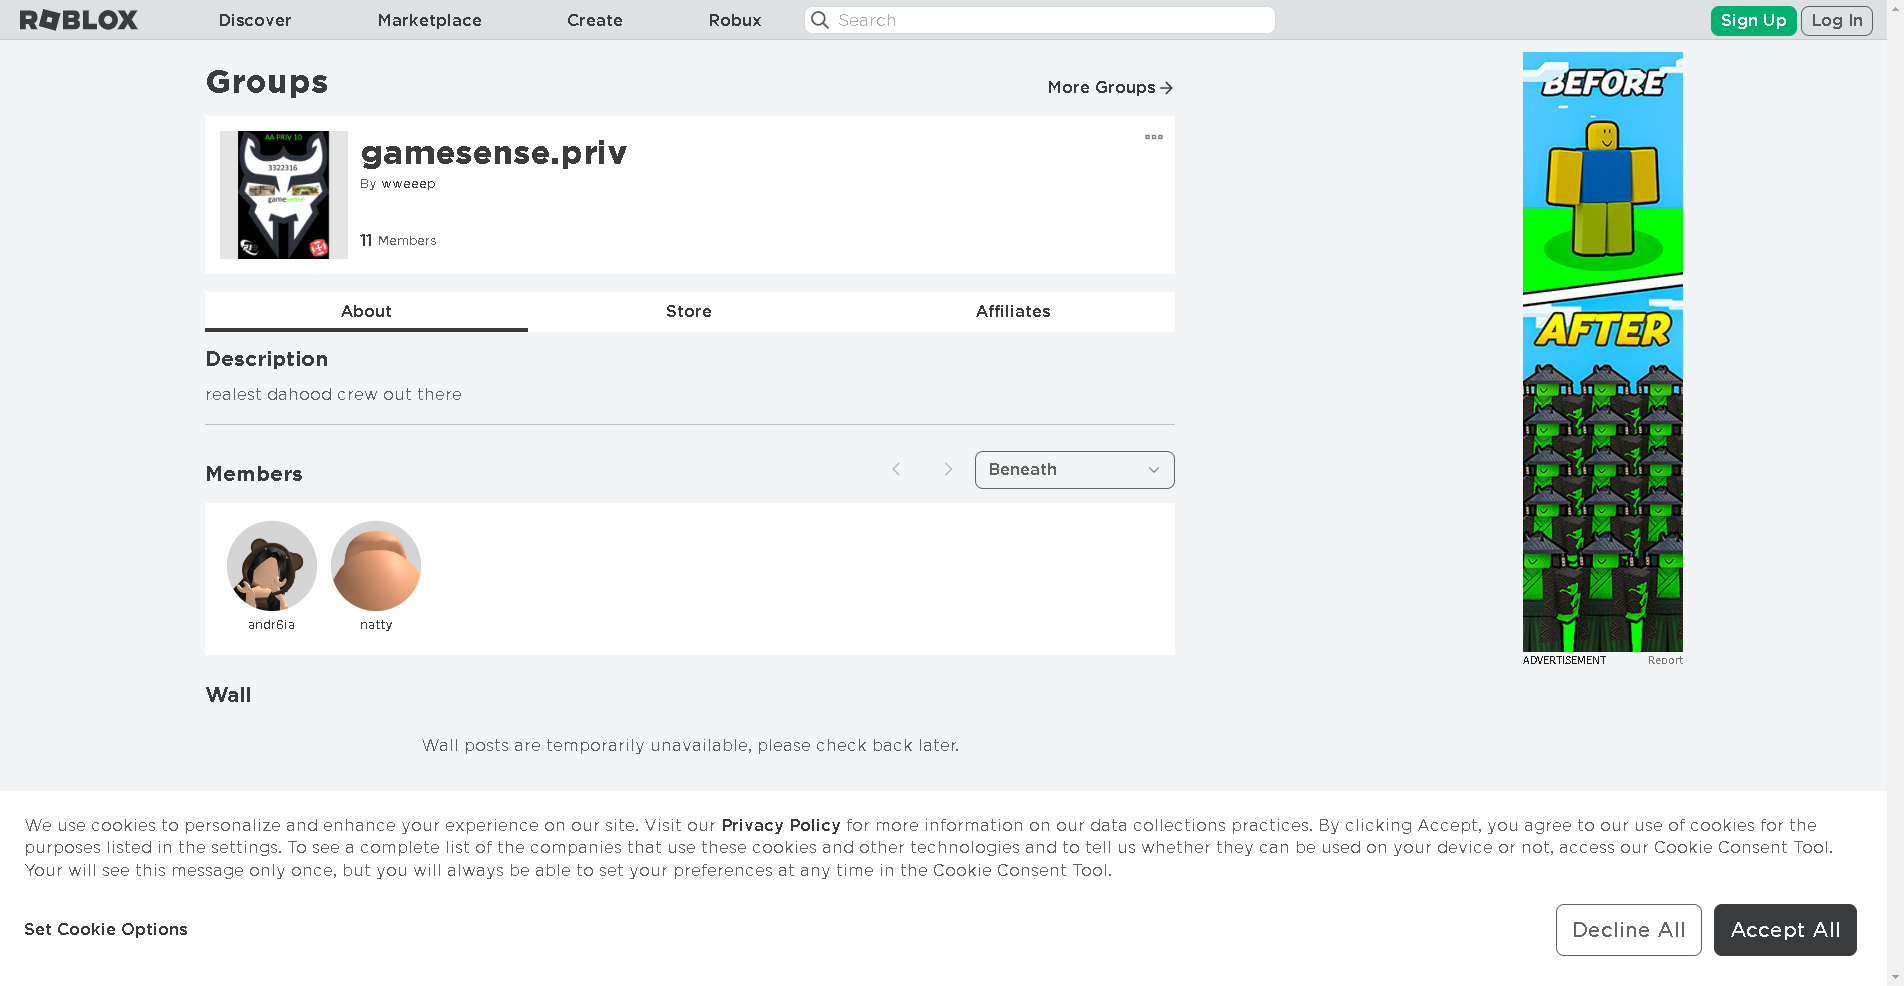 ROBLOX
Discover
Marketplace
Create
Robux
Search
Sign Up
Log In
Groups
More Groups
AA PRIV 10
3322316
gamesense
gamesense.priv
By wweeep
11 Members
About
Store
Affiliates
Description
realest dahood crew out there
Members
Beneath
andr6ia
natty
Wall
Wall posts are temporarily unavailable, please check back later.
BEFORE
AFTER
ADVERTISEMENT
Report
We use cookies to personalize and enhance your experience on our site. Visit our Privacy Policy for more information on our data collections practices. By clicking Accept, you agree to our use of cookies for the
purposes listed in the settings. To see a complete list of the companies that use these cookies and other technologies and to tell us whether they can be used on your device or not, access our Cookie Consent Tool.
Your will see this message only once, but you will always be able to set your preferences at any time in the Cookie Consent Tool.
Set Cookie Options
Decline All
Accept All